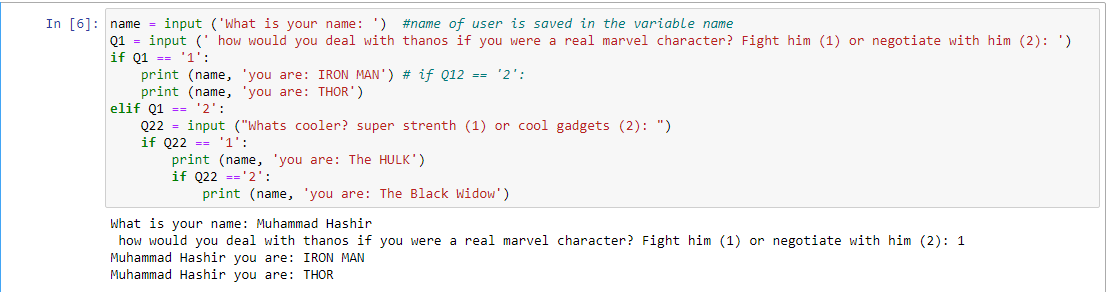 In [6]: name = input ('What is your name: ')  #name of user is saved in the variable name
Q1 = input (' how would you deal with thanos if you were a real marvel character? Fight him (1) or negotiate with him (2): ')
if Q1 == '1':
    print (name, 'you are: IRON MAN') # if Q12 == '2':
    print (name, 'you are: THOR')
elif Q1 == '2':
    Q22 = input ("Whats cooler? super strenth (1) or cool gadgets (2): ")
    if Q22 == '1':
        print (name, 'you are: The HULK')
        if Q22 =='2':
            print (name, 'you are: The Black Widow')
What is your name: Muhammad Hashir
 how would you deal with thanos if you were a real marvel character? Fight him (1) or negotiate with him (2): 1
Muhammad Hashir you are: IRON MAN
Muhammad Hashir you are: THOR